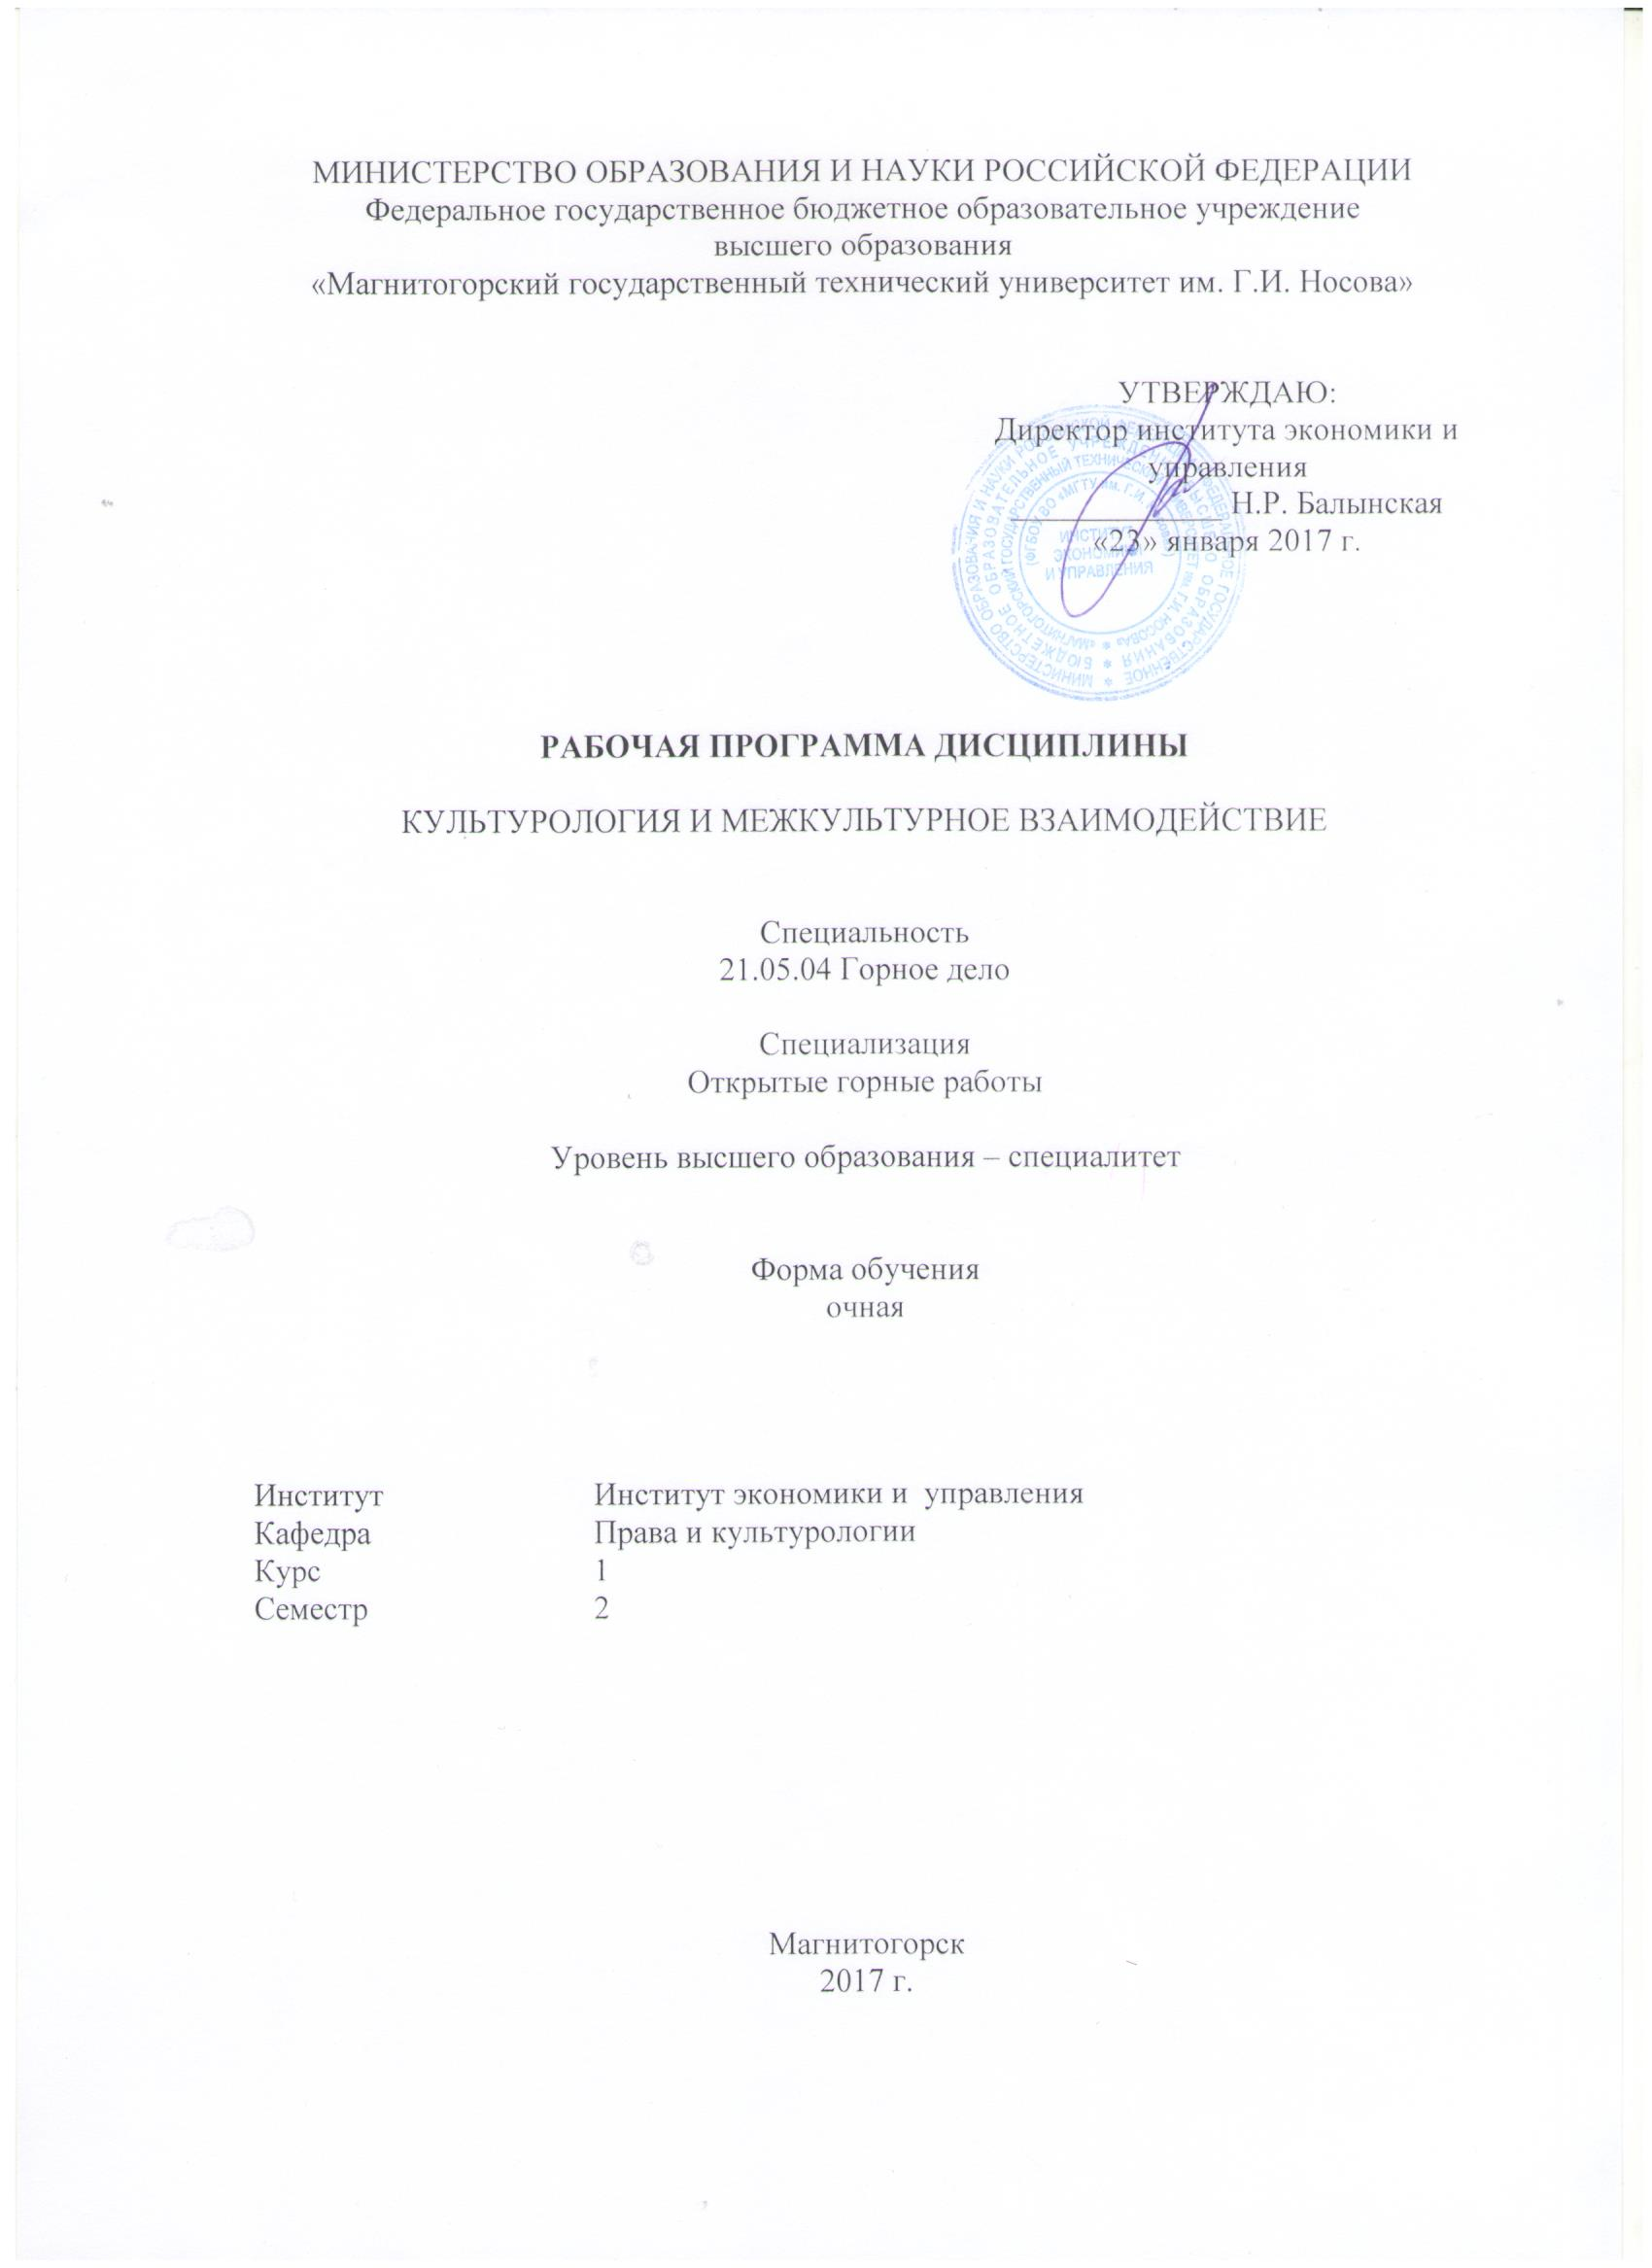 МИНИСТЕРСТВО ОБРАЗОВАНИЯ И НАУКИ РОССИЙСКОЙ ФЕДЕРАЦИИ
Федеральное государственное бюджетное образовательное учреждение
высшего образования
«Магнитогорский государственный технический университет им. Г.И. Носова»
УТВЕРЖДАЮ:
Директор института экономики и
управления
Н.Р. Балынская
«23» января 2017 г.
ИНСТИТУТ
ЭКОНОМИКИ
И УПРАВЛЕНИЯ
РАБОЧАЯ ПРОГРАММА ДИСЦИПЛИНЫ
КУЛЬТУРОЛОГИЯ И МЕЖКУЛЬТУРНОЕ ВЗАИМОДЕЙСТВИЕ
Специальность
21.05.04 Горное дело
Специализация
Открытые горные работы
Уровень высшего образования – специалитет
Форма обучения
очная
Институт Институт экономики и управления
Кафедра Права и культурологии
Курс 1
Семестр 2
Магнитогорск
2017 г.